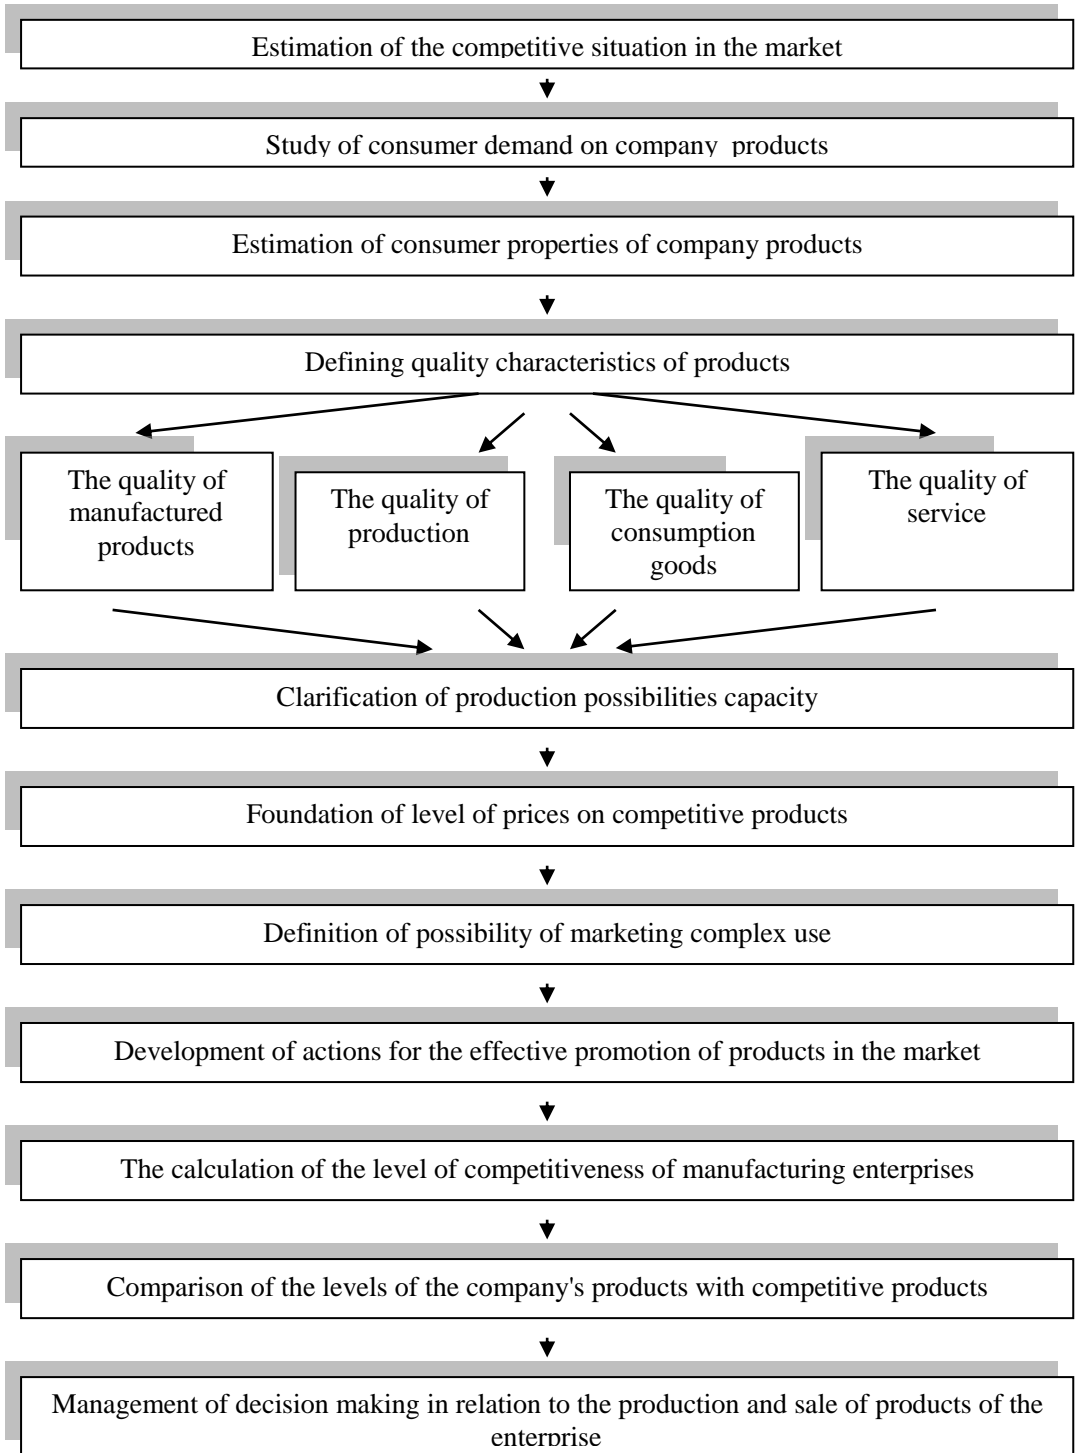 Estimation of the competitive situation in the market
Study of consumer demand on company products
Estimation of consumer properties of company products
Defining quality characteristics of products
The quality of
manufactured
products
The quality of
production
The quality of
consumption
goods
The quality of
service
Clarification of production possibilities capacity
Foundation of level of prices on competitive products
Definition of possibility of marketing complex use
Development of actions for the effective promotion of products in the market
The calculation of the level of competitiveness of manufacturing enterprises
Comparison of the levels of the company's products with competitive products
Management of decision making in relation to the production and sale of products of the
enterprise